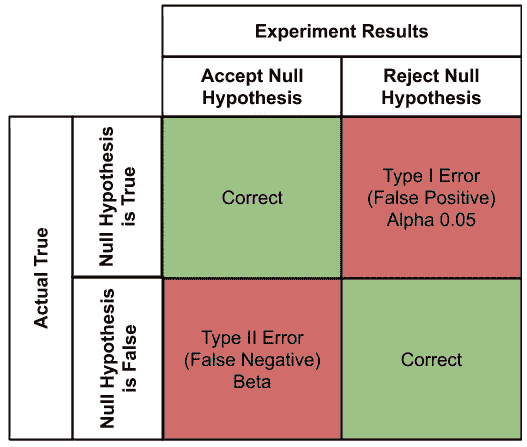 Experiment Results
Accept Null
Hypothesis
Reject Null
Hypothesis
Actual True
Null Hypothesis
is True
Correct
Type I Error
(False Positive)
Alpha 0.05
Null Hypothesis
is False
Type II Error
(False Negative)
Beta
Correct